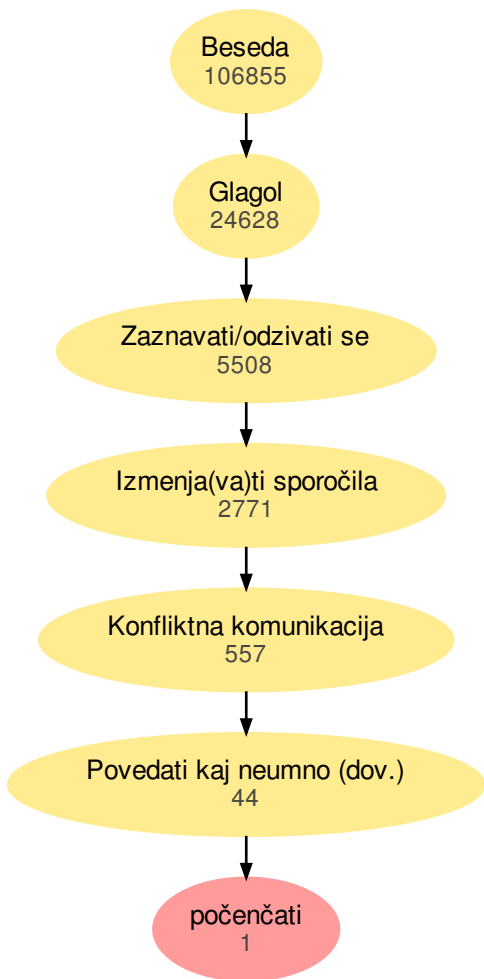 Beseda
106855
Glagol
24628
Zaznavati/odzivati se
5508
Izmenja(va)ti sporočila
2771
Konfliktna komunikacija
557
Povedati kaj neumno (dov.)
44
počenčati
1